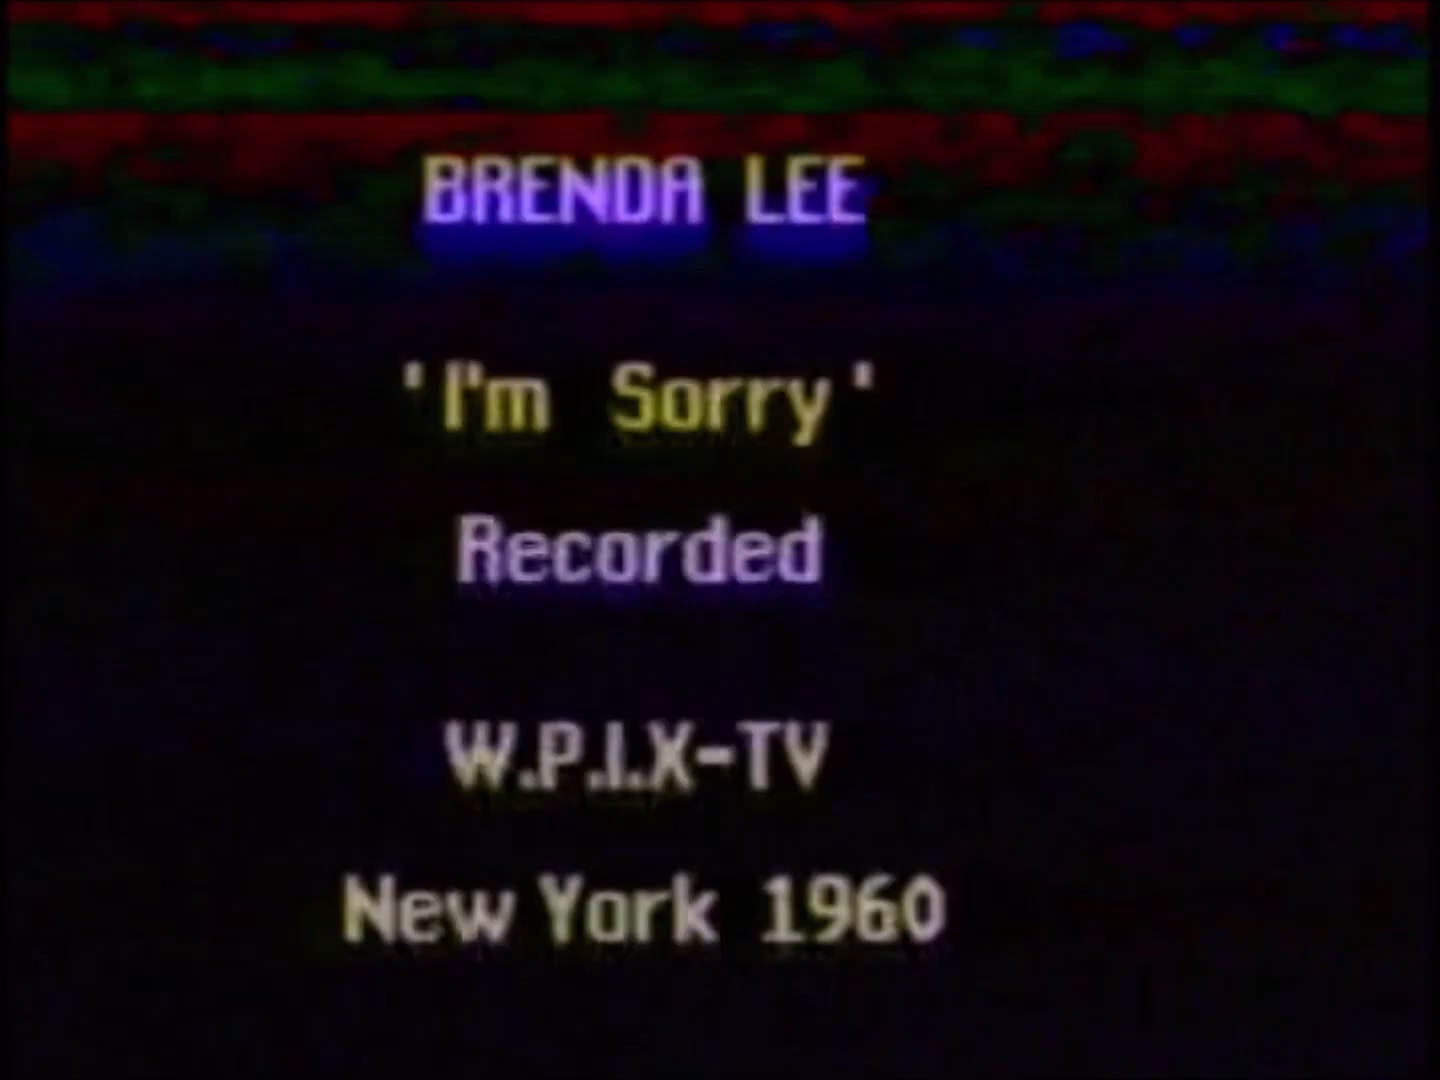 BRENDA LEE
'I'm Sorry'
Recorded
W.P.I.X-TV
New York 1960